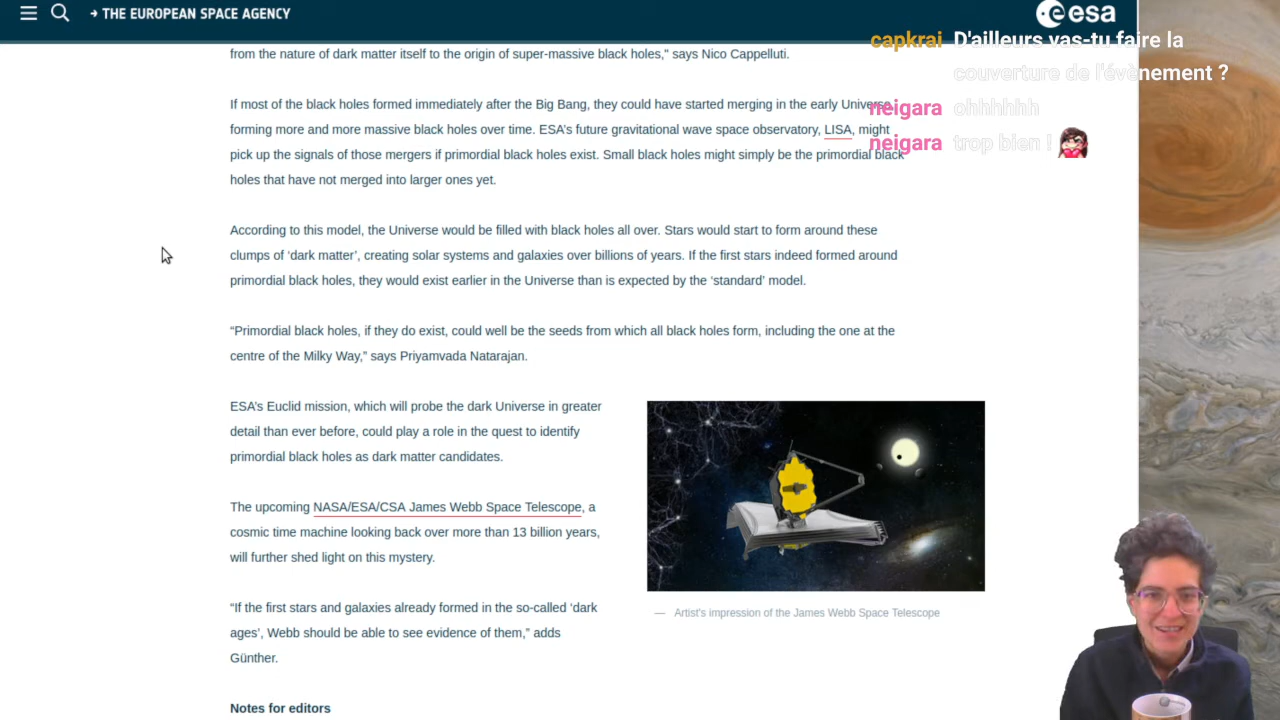 → THE EUROPEAN SPACE AGENCY
esa
capkrai D'ailleurs vas-tu faire la
couverture de l'évènement ?
neigara ohhhhhh
neigara trop bien !
from the nature of dark matter itself to the origin of super-massive black holes," says Nico Cappelluti.
If most of the black holes formed immediately after the Big Bang, they could have started merging in the early Universe,
forming more and more massive black holes over time. ESA's future gravitational wave space observatory, LISA, might
pick up the signals of those mergers if primordial black holes exist. Small black holes might simply be the primordial black
holes that have not merged into larger ones yet.
According to this model, the Universe would be filled with black holes all over. Stars would start to form around these
clumps of ‘dark matter’, creating solar systems and galaxies over billions of years. If the first stars indeed formed around
primordial black holes, they would exist earlier in the Universe than is expected by the ‘standard’ model.
“Primordial black holes, if they do exist, could well be the seeds from which all black holes form, including the one at the
centre of the Milky Way,” says Priyamvada Natarajan.
ESA's Euclid mission, which will probe the dark Universe in greater
detail than ever before, could play a role in the quest to identify
primordial black holes as dark matter candidates.
The upcoming NASA/ESA/CSA James Webb Space Telescope, a
cosmic time machine looking back over more than 13 billion years,
will further shed light on this mystery.
“If the first stars and galaxies already formed in the so-called ‘dark
ages’, Webb should be able to see evidence of them,” adds
Günther.
— Artist's impression of the James Webb Space Telescope
Notes for editors